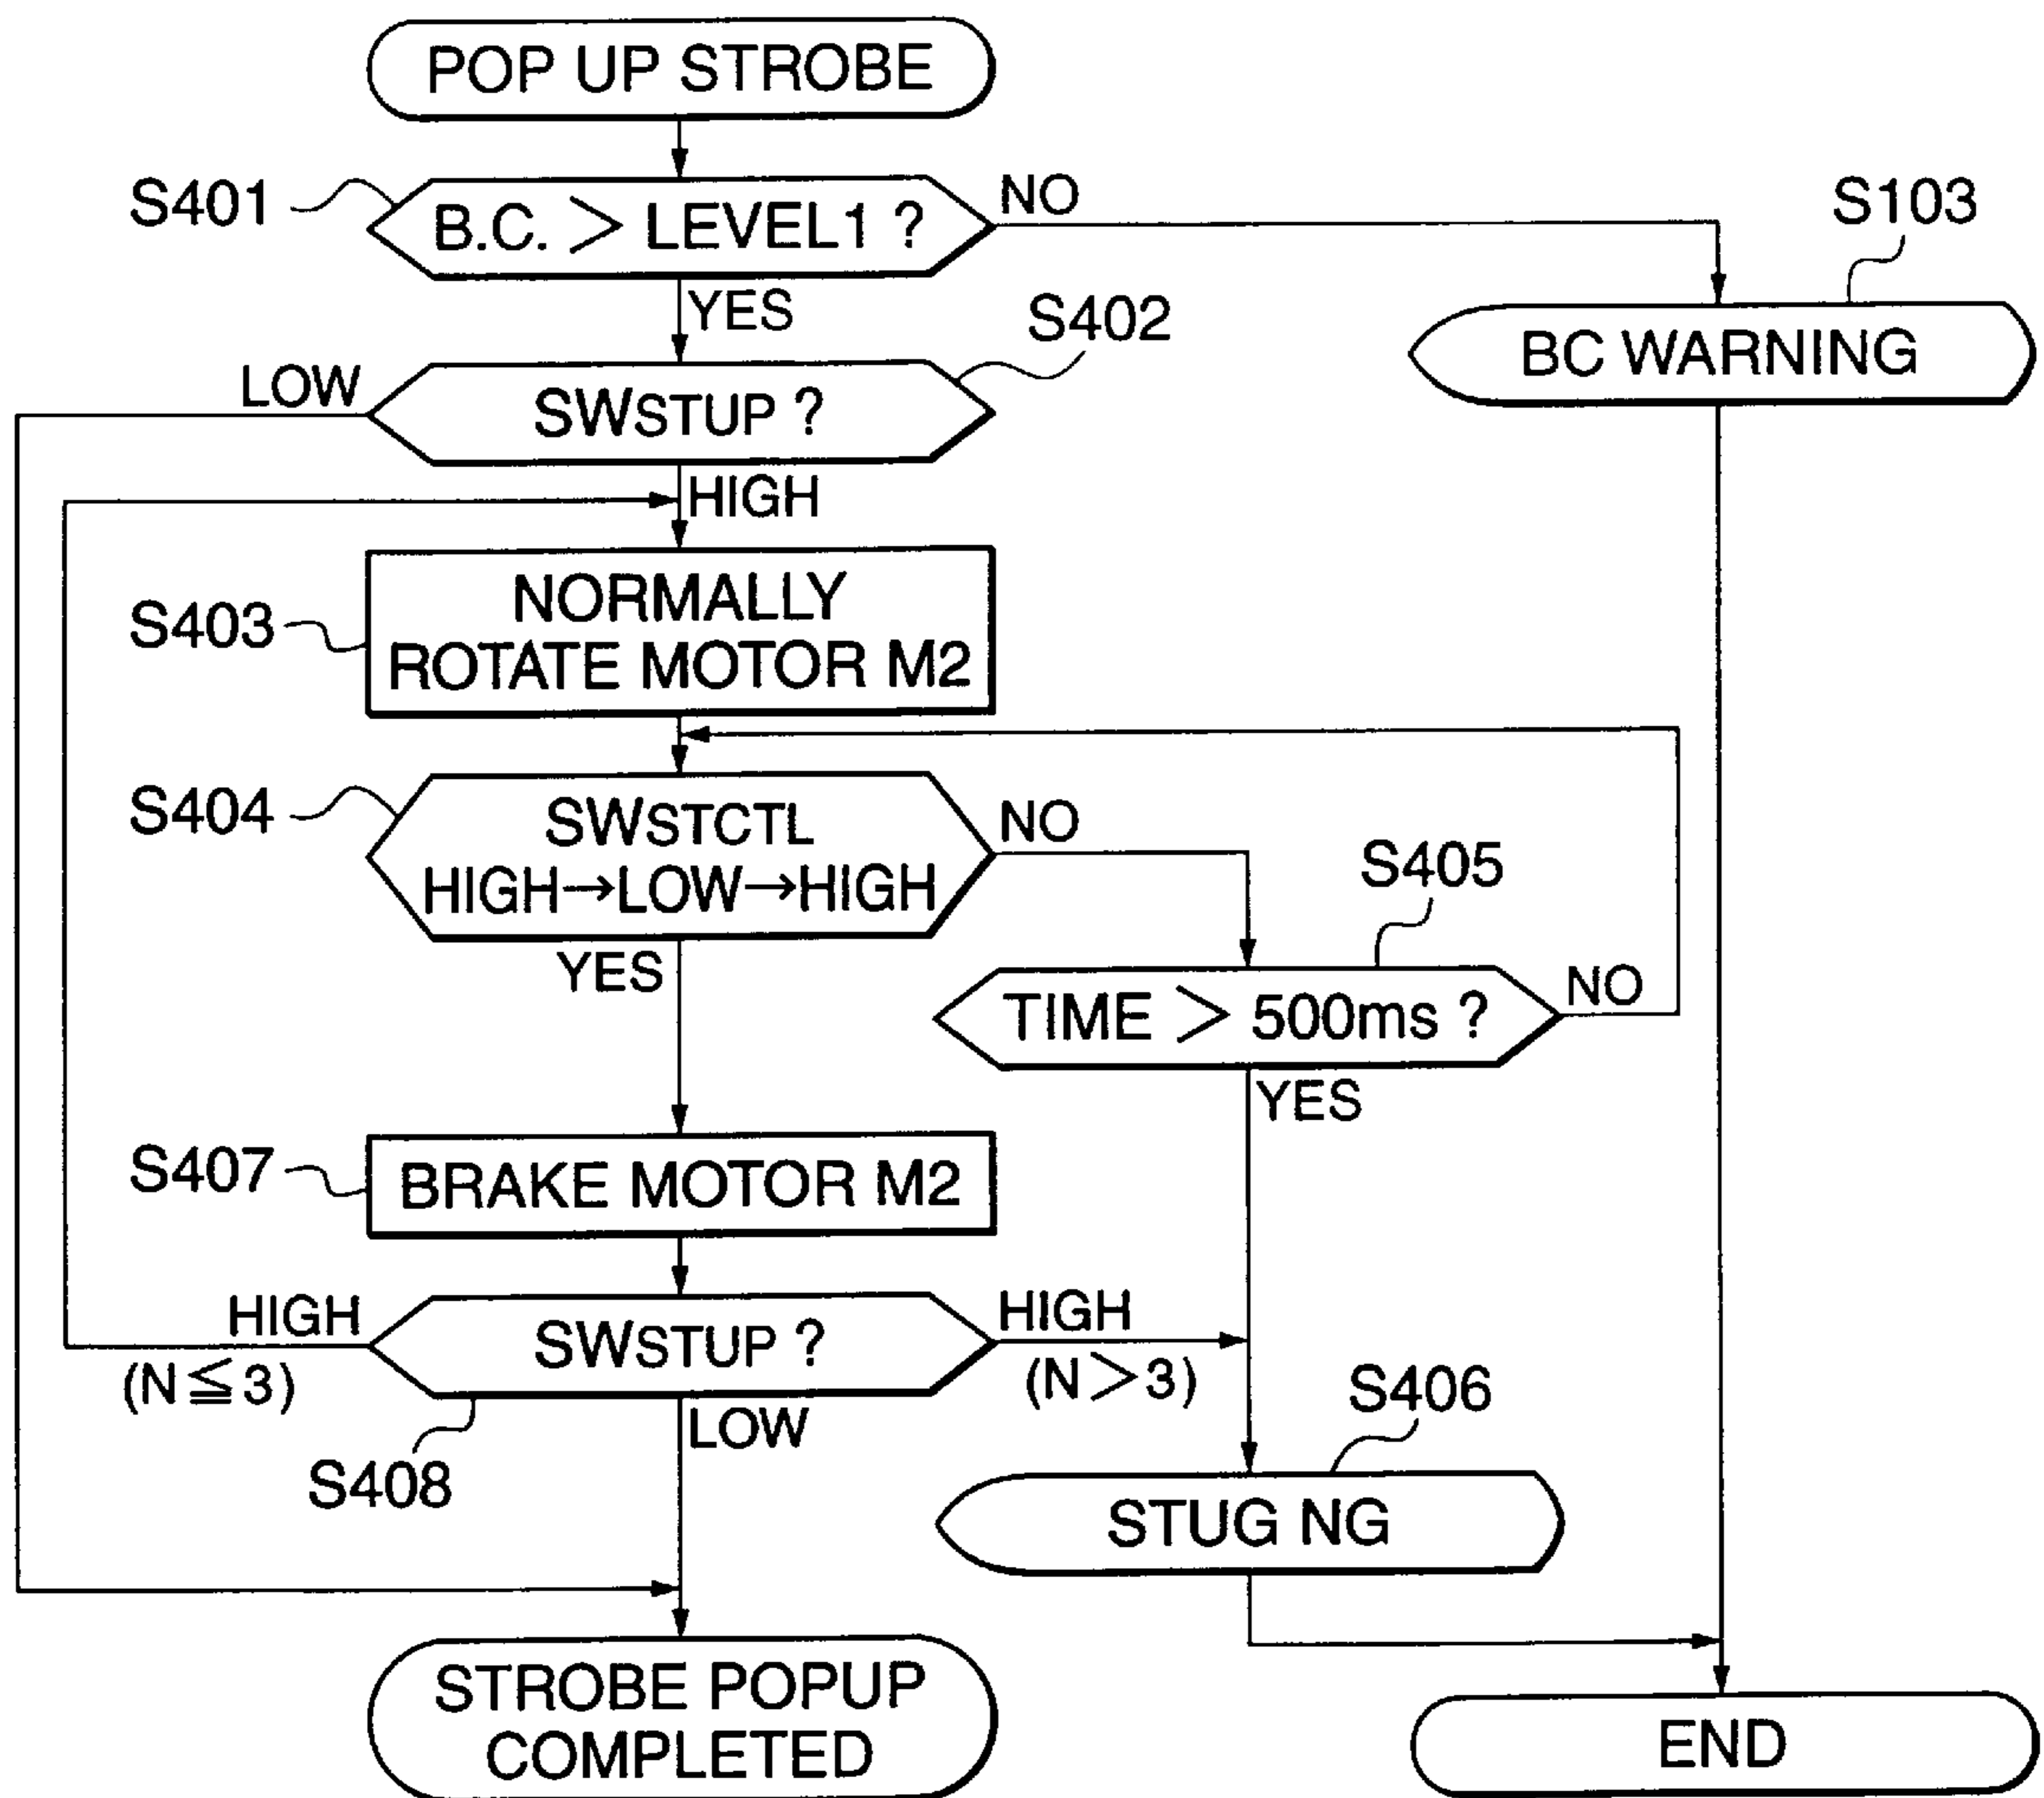 POP UP STROBE
S401
B.C. > LEVEL1 ?
NO
S103
YES
BC WARNING
S402
LOW
SWSTUP ?
HIGH
S403
NORMALLY
ROTATE MOTOR M2
S404
SWSTCTL
HIGH→LOW→HIGH
NO
S405
YES
TIME > 500ms ?
NO
YES
S407
BRAKE MOTOR M2
HIGH
(N≦3)
SWSTUP ?
HIGH
(N>3)
S406
LOW
S408
STUG NG
STROBE POPUP
COMPLETED
END